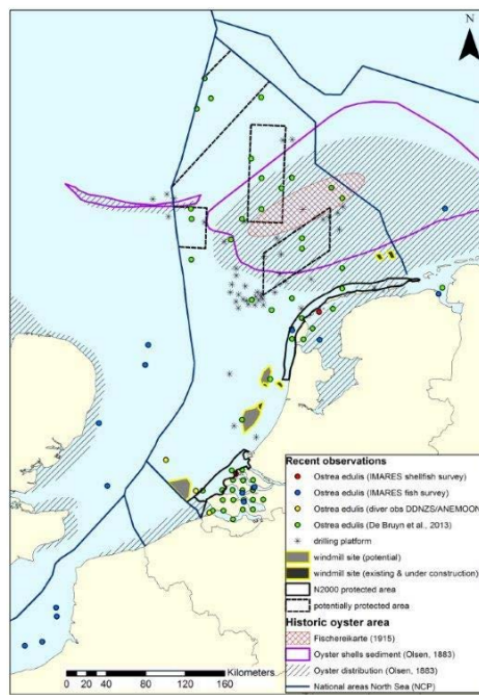 N
Recent observations
Ostrea edulis (IMARES shellfish survey)
Ostrea edulis (IMARES fish survey)
Ostrea edulis (diver obs DDNZS/ANEMOON)
Ostrea edulis (De Bruyn et al., 2013)
drilling platform
windmill site (potential)
windmill site (existing & under construction)
N2000 protected area
potentially protected area
Historic oyster area
Fischereikarte (1915)
Oyster shells sediment (Olsen, 1883)
Oyster distribution (Olsen, 1883)
National areas North Sea (NCP)
Kilometers
0 20 40 80 120 160